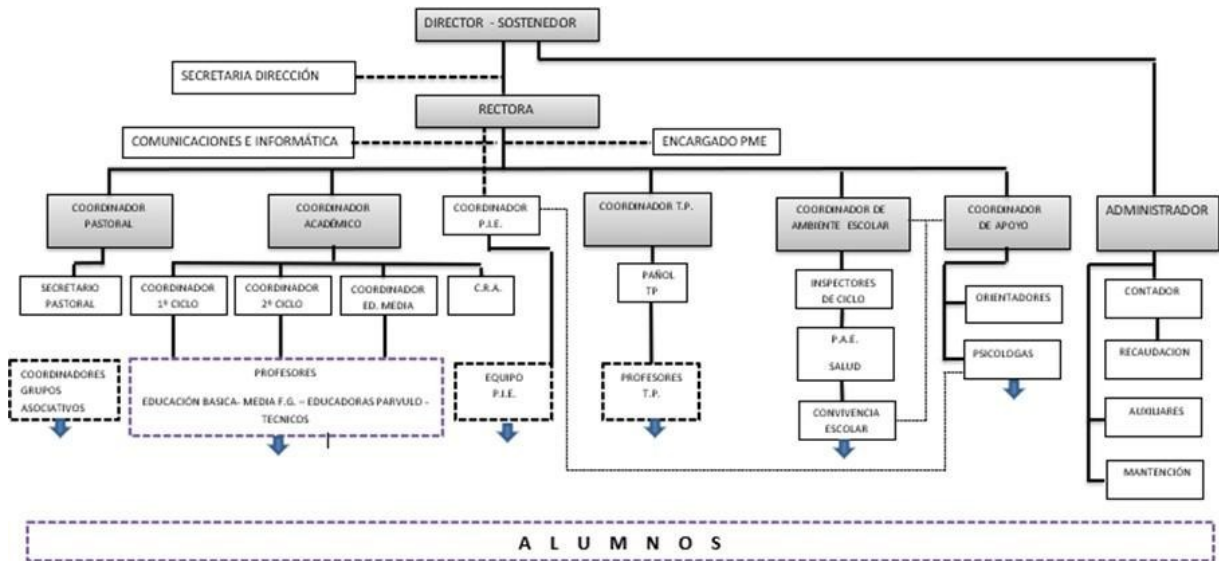 DIRECTOR - SOSTENEDOR
SECRETARIA DIRECCIÓN
RECTORA
COMUNICACIONES E INFORMÁTICA
ENCARGADO PME
COORDINADOR
PASTORAL
COORDINADOR
ACADÉMICO
COORDINADOR
P.I.E.
COORDINADOR T.P.
COORDINADOR DE
AMBIENTE ESCOLAR
COORDINADOR
DE APOYO
ADMINISTRADOR
SECRETARIO
PASTORAL
COORDINADOR
1º CICLO
COORDINADOR
2º CICLO
COORDINADOR
ED. MEDIA
C.R.A.
PAÑOL
TP
INSPECTORES
DE CICLO
ORIENTADORES
CONTADOR
P.A.E.
SALUD
PSICOLOGAS
RECAUDACION
COORDINADORES
GRUPOS
ASOCIATIVOS
PROFESORES
EDUCACIÓN BASICA- MEDIA F.G. – EDUCADORAS PARVULO -
TECNICOS
EQUIPO
P.I.E.
PROFESORES
T.P.
CONVIVENCIA
ESCOLAR
AUXILIARES
MANTENCIÓN
A L U M N O S